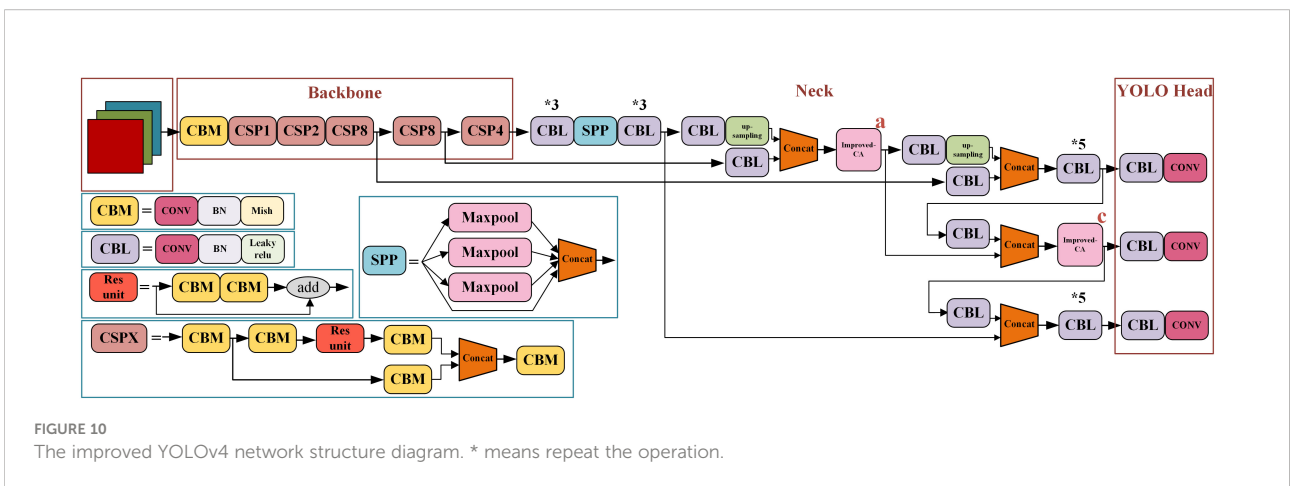 Backbone
Neck
YOLO Head
*3
*3
CBM CSP1 CSP2 CSP8 CSP8 CSP4 CBL SPP CBL CBL up-
sampling
CBL
Concat
Improved-
CA
a
CBL up-
sampling
CBL
Concat
*5
CBL CBL CONV
CBL
Concat
Improved-
CA
c
CBL CONV
CBL
Concat
*5
CBL CBL CONV
CBM = CONV BN Mish
CBL = CONV BN Leaky
relu
Res
unit = CBM CBM add
SPP = Maxpool
Maxpool
Maxpool
Concat
CSPX = CBM CBM Res
unit CBM
CBM
Concat
CBM
FIGURE 10
The improved YOLOv4 network structure diagram. * means repeat the operation.